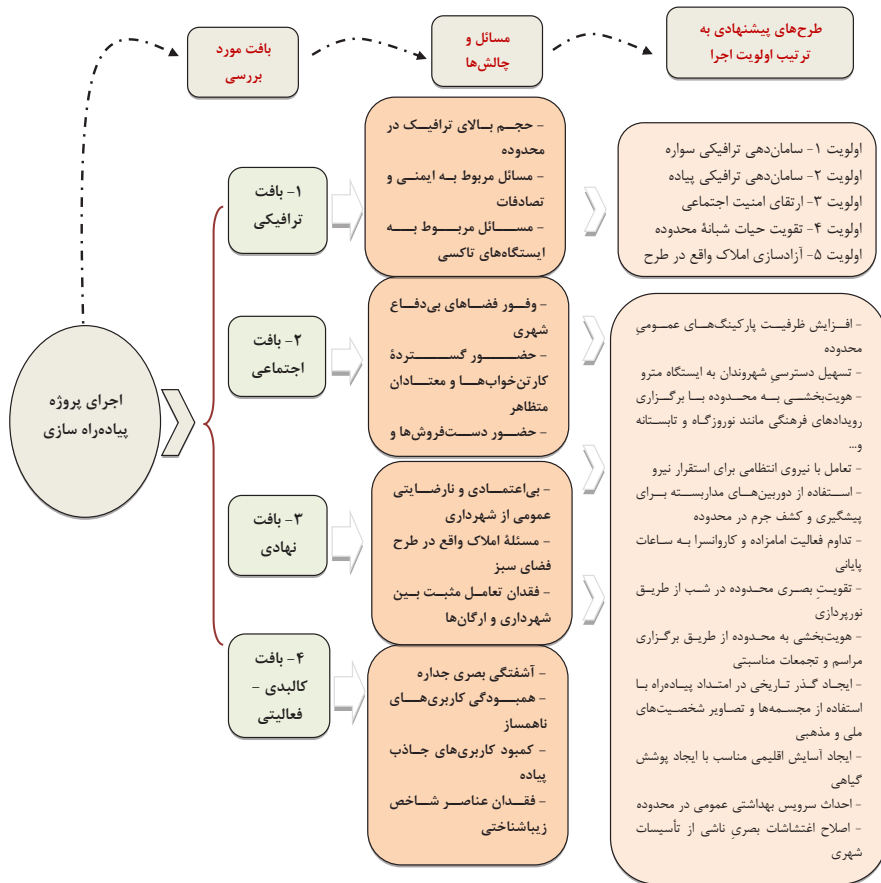 طرح‌های پیشنهادی به
ترتیب اولویت اجرا
مسائل و
چالش‌ها
بافت مورد
بررسی
اجرای پروژه
پیاده‌راه سازی
۱- بافت
ترافیکی
- حجم بالای ترافیک در
محدوده
- مسائل مربوط به ایمنی و
تصادفات
- مسائل مربوط به
ایستگاه‌های تاکسی
اولویت ۱- سامان‌دهی ترافیکی سواره
اولویت ۲- سامان‌دهی ترافیکی پیاده
اولویت ۳- ارتقای امنیت اجتماعی
اولویت ۴- تقویت حیات شبانۀ محدوده
اولویت ۵- آزادسازی املاک واقع در طرح
۲- بافت
اجتماعی
- وفور فضاهای بی‌دفاع
شهری
- حضور گستردۀ
کارتن‌خواب‌ها و معتادان
متظاهر
- حضور دست‌فروش‌ها و
۳- بافت
نهادی
- بی‌اعتمادی و نارضایتی
عمومی از شهرداری
- مسئلۀ املاک واقع در طرح
فضای سبز
- فقدان تعامل مثبت بین
شهرداری و ارگان‌ها
۴- بافت
کالبدی -
فعالیتی
- آشفتگی بصری جداره
- همبودگی کاربری‌های
ناهمساز
- کمبود کاربری‌های جاذب
پیاده
- فقدان عناصر شاخص
زیباشناختی
- افزایش ظرفیت پارکینگ‌های عمومیِ
محدوده
- تسهیل دسترسیِ شهروندان به ایستگاه مترو
- هویت‌بخشی به محدوده با برگزاری
رویدادهای فرهنگی مانند نوروزگاه و تابستانه
و...
- تعامل با نیروی انتظامی برای استقرار نیرو
- استفاده از دوربین‌های مداربسته برای
پیشگیری و کشف جرم در محدوده
- تداوم فعالیت امامزاده و کاروانسرا به ساعات
پایانی
- تقویتِ بصری محدوده در شب از طریق
نورپردازی
- هویت‌بخشی به محدوده از طریق برگزاری
مراسم و تجمعات مناسبتی
- ایجاد گذر تاریخی در امتداد پیاده‌راه با
استفاده از مجسمه‌ها و تصاویر شخصیت‌های
ملی و مذهبی
- ایجاد آسایش اقلیمی مناسب با ایجاد پوشش
گیاهی
- احداث سرویس بهداشتی عمومی در محدوده
- اصلاح اغتشاشات بصریِ ناشی از تأسیسات
شهری